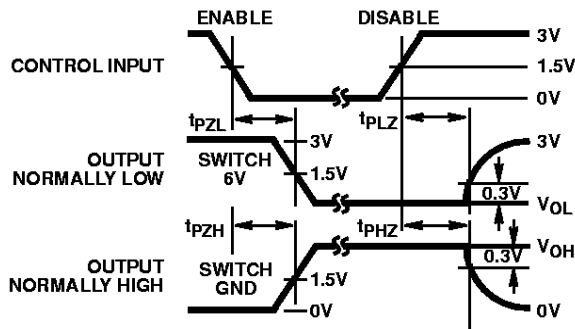 ENABLE DISABLE
3V
CONTROL INPUT 1.5V
0V
tPZL tPLZ
3V 3V
OUTPUT NORMALLY LOW
SWITCH 6V
1.5V
0.3V
VOL
tPZH tPHZ
VOH
OUTPUT NORMALLY HIGH
SWITCH GND
0.3V
1.5V
0V 0V